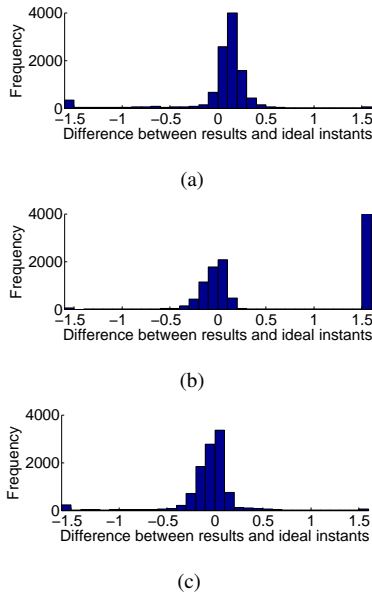 4000
2000
0
Frequency
−1.5 −1 −0.5 0 0.5 1 1.5
Difference between results and ideal instants
(a)
4000
2000
0
Frequency
−1.5 −1 −0.5 0 0.5 1 1.5
Difference between results and ideal instants
(b)
4000
2000
0
Frequency
−1.5 −1 −0.5 0 0.5 1 1.5
Difference between results and ideal instants
(c)